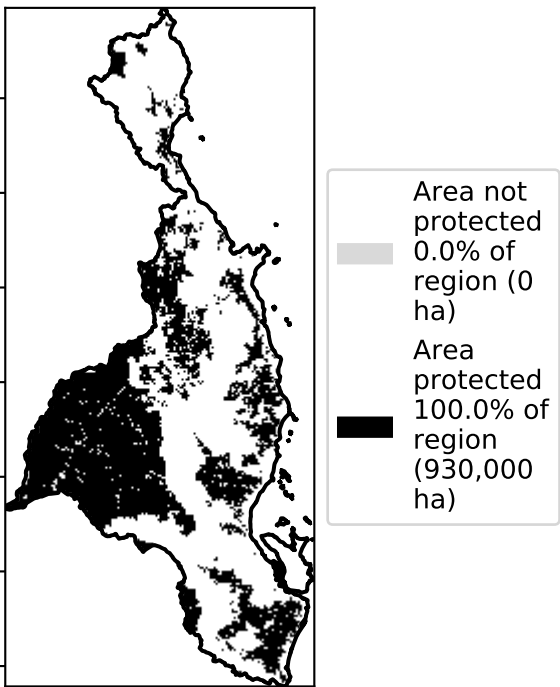 Area not
protected
0.0% of
region (0
ha)
Area
protected
100.0% of
region
(930,000
ha)